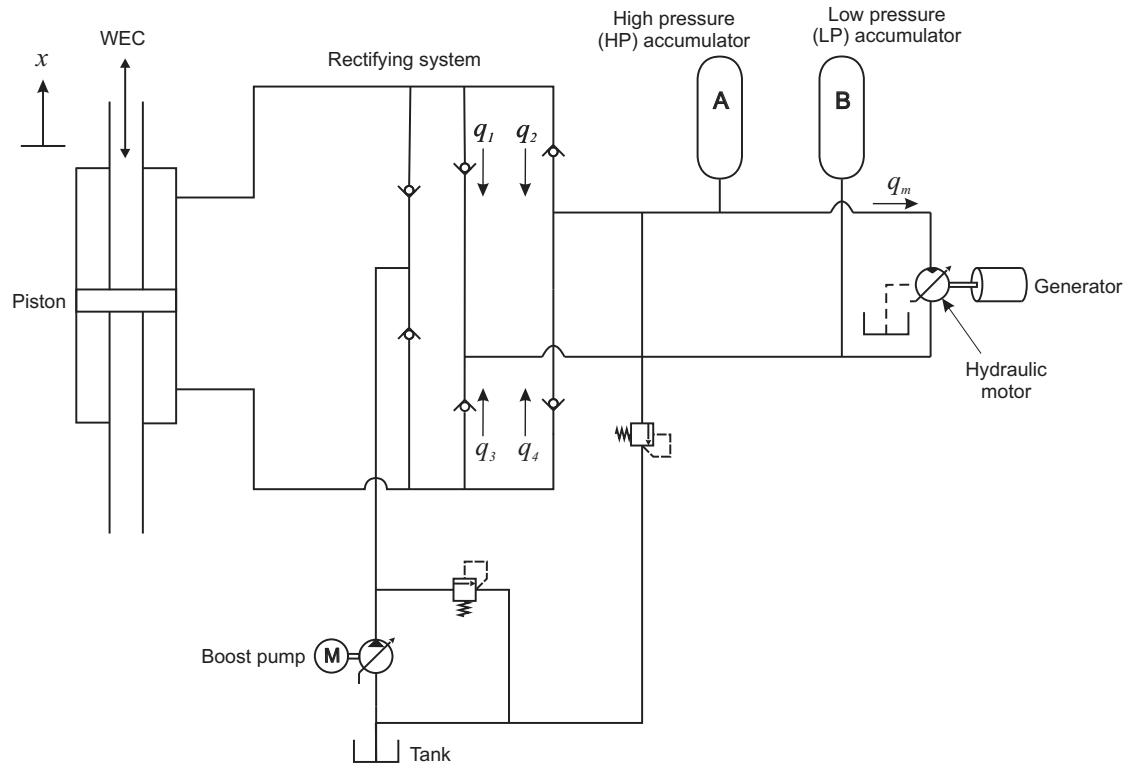 High pressure
(HP) accumulator
Low pressure
(LP) accumulator
WEC
x
Rectifying system
A
B
q1
q2
qm
Piston
Generator
Hydraulic
motor
q3
q4
Boost pump
M
Tank